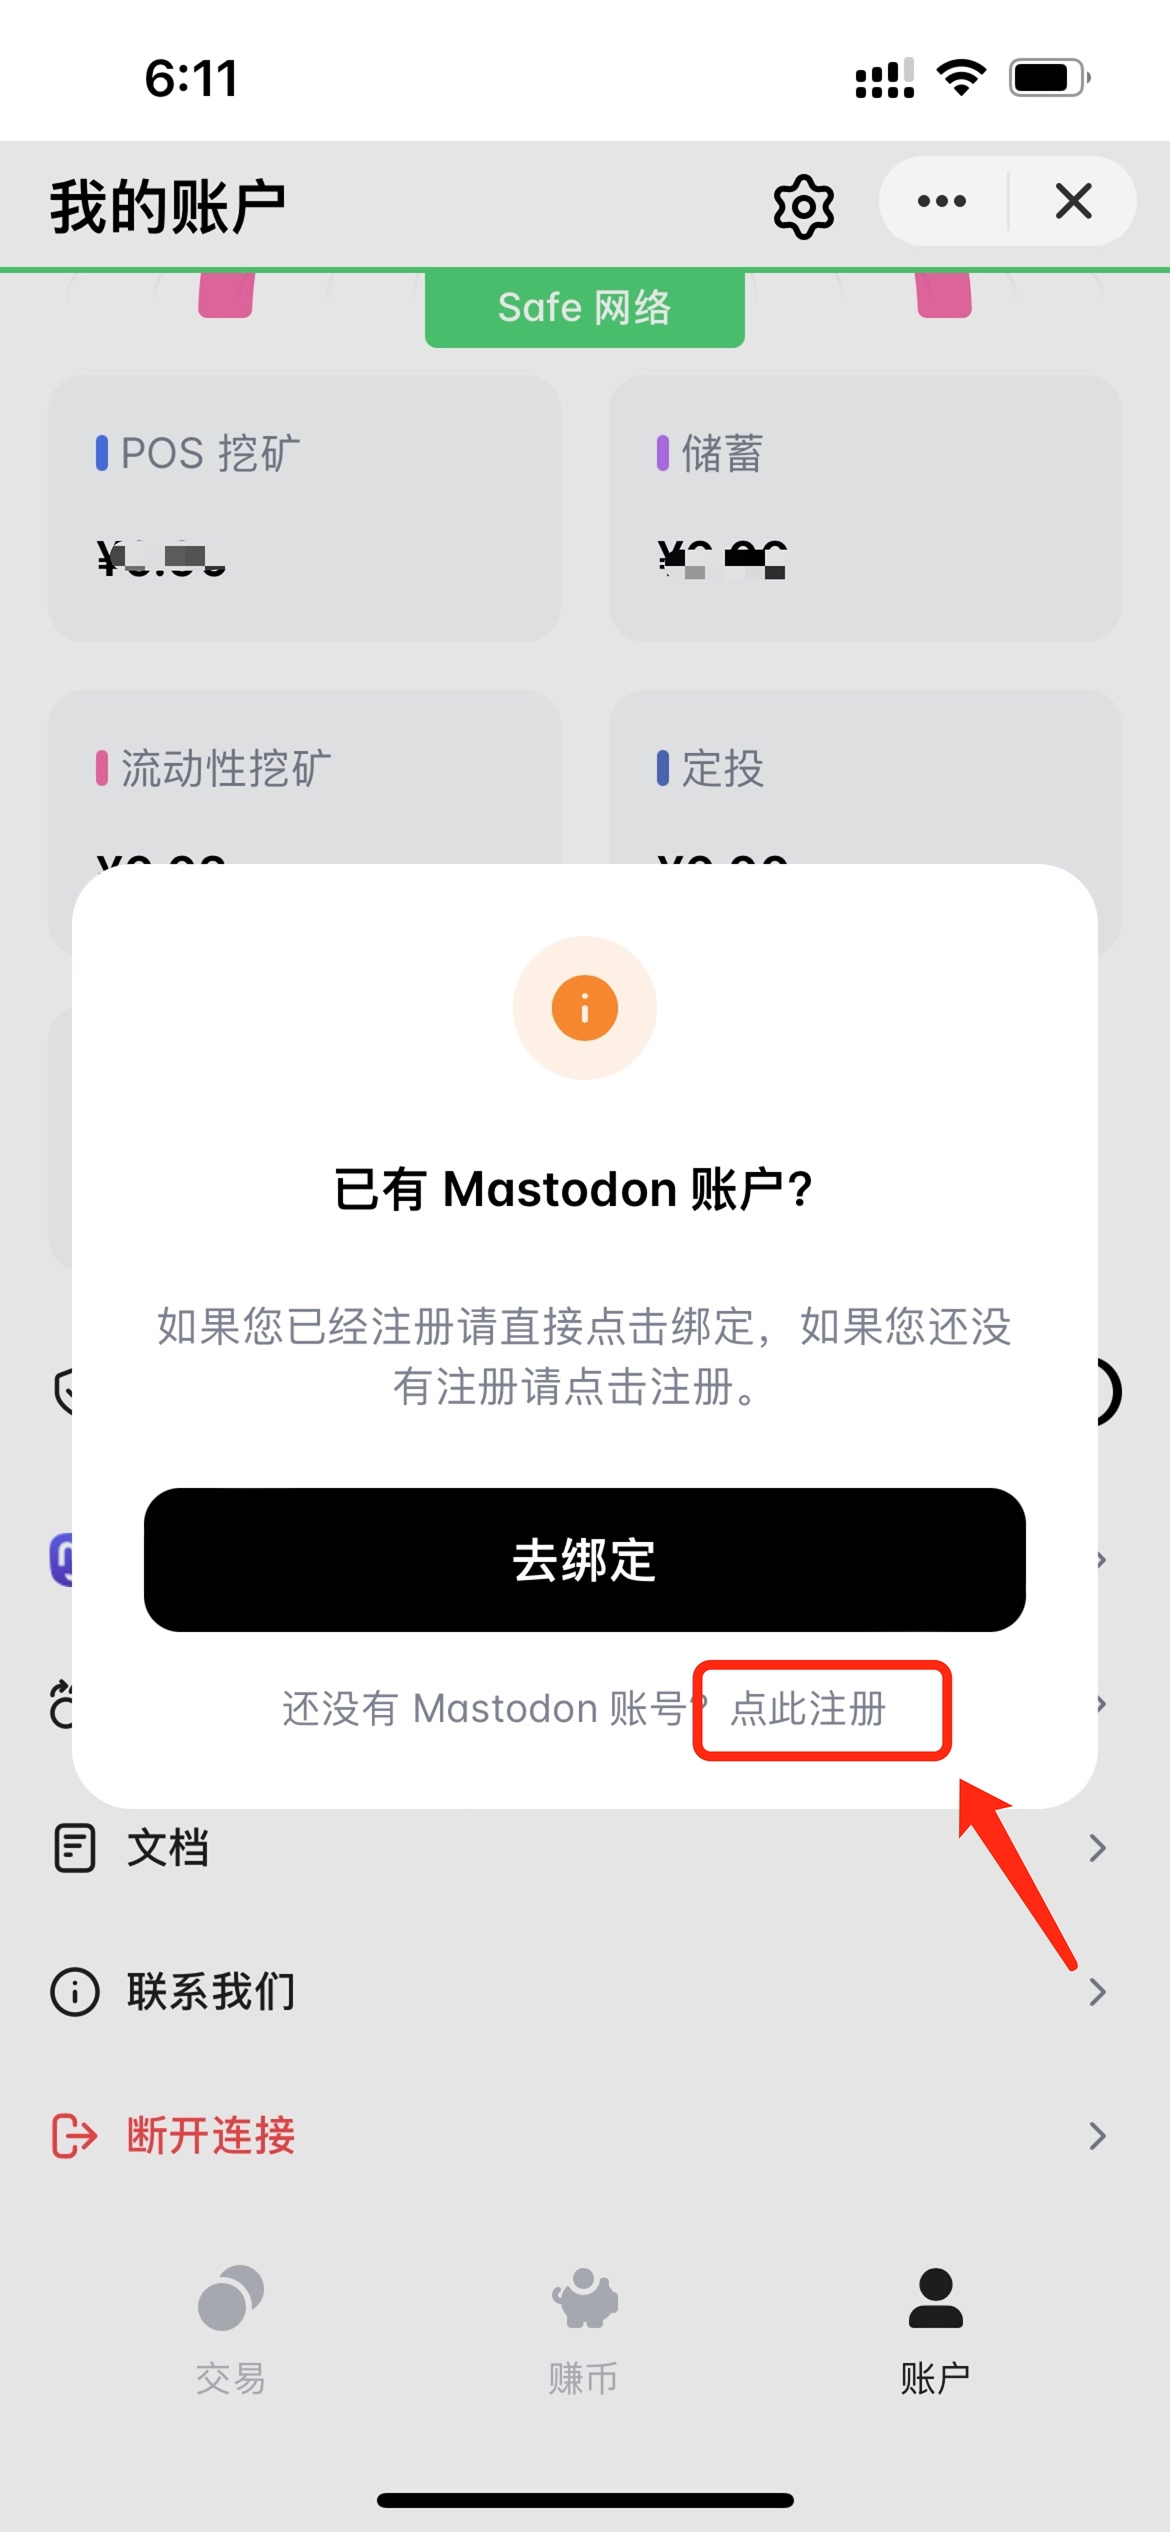 6:11
我的账户
Safe 网络
POS 挖矿
储蓄
流动性挖矿
定投
已有 Mastodon 账户?
如果您已经注册请直接点击绑定，如果您还没
有注册请点击注册。
去绑定
还没有 Mastodon 账号? 点此注册
文档
联系我们
断开连接
交易
赚币
账户